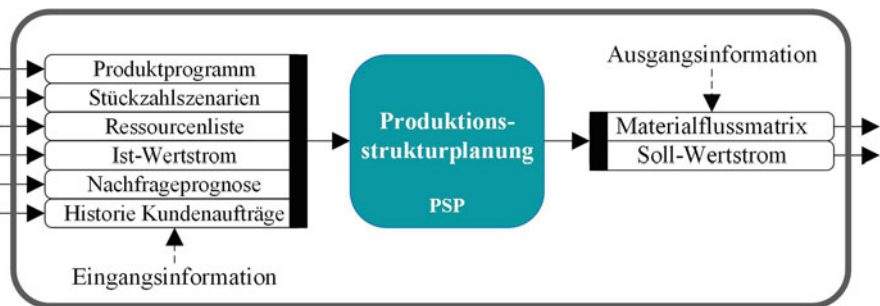 Produktprogramm
Stückzahlszenarien
Ressourcenliste
Ist-Wertstrom
Nachfrageprognose
Historie Kundenaufträge
Eingangsinformation
Produktions-
strukturplanung
PSP
Ausgangsinformation
Materialflussmatrix
Soll-Wertstrom